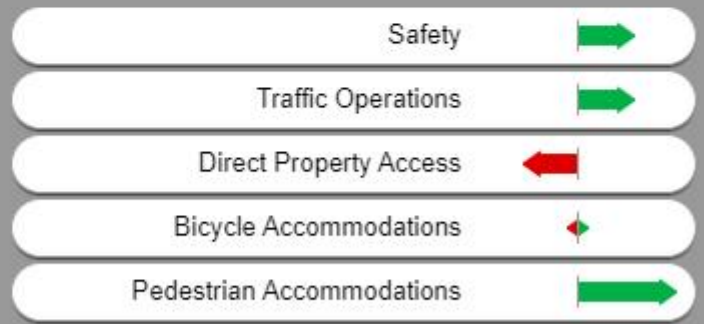 Safety
Traffic Operations
Direct Property Access
Bicycle Accommodations
Pedestrian Accommodations